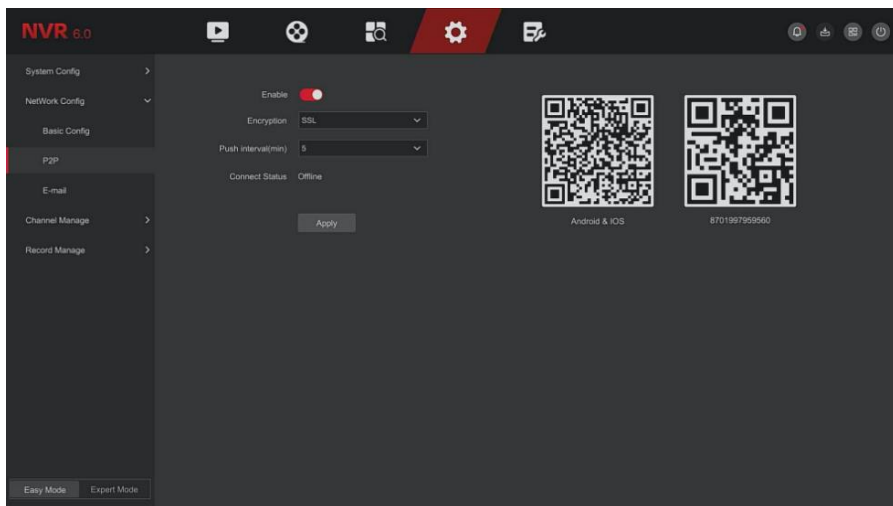 NVR 6.0
System Config
NetWork Config
Basic Config
P2P
E-mail
Channel Manage
Record Manage
Easy Mode Expert Mode
Enable
Encryption SSL
Push interval(min) 5
Connect Status Offline
Apply
Android & IOS
8701997959560